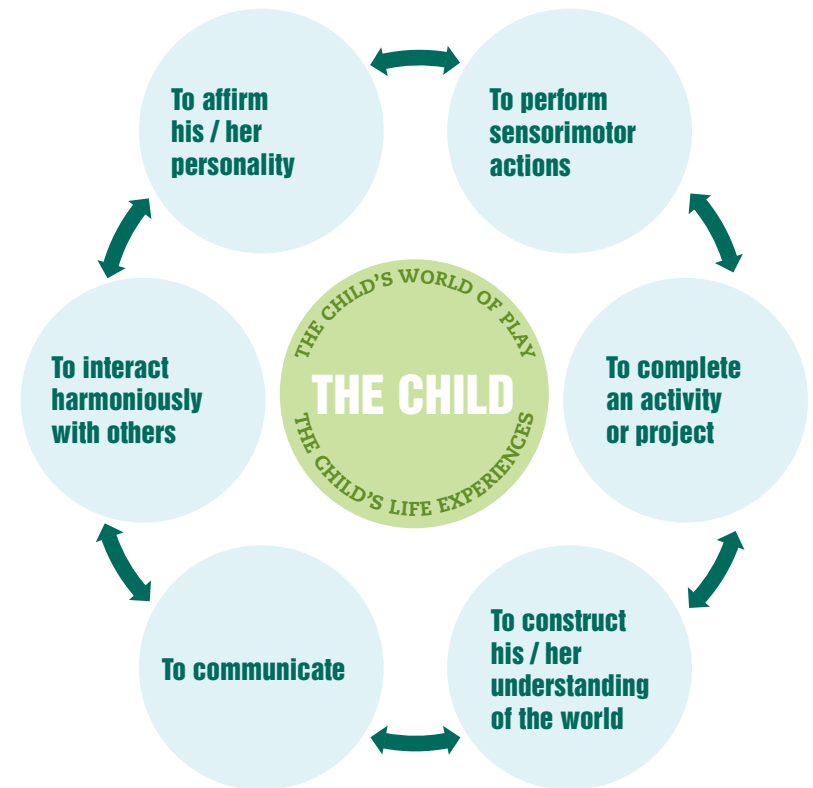 To affirm
his / her
personality
To perform
sensorimotor
actions
To interact
harmoniously
with others
THE CHILD'S WORLD OF PLAY
THE CHILD
THE CHILD'S LIFE EXPERIENCES
To complete
an activity
or project
To communicate
To construct
his / her
understanding
of the world